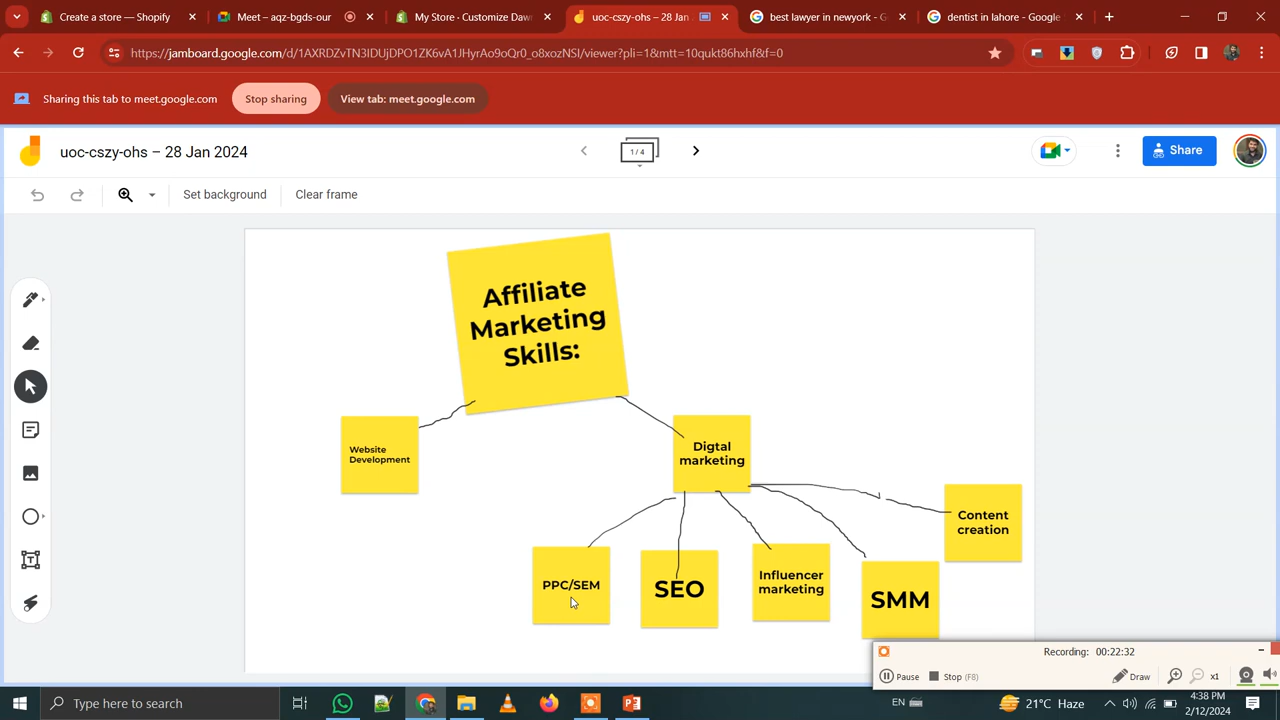 Create a store — Shopify
Meet – aqz-bgds-our
My Store · Customize Daw
uoc-cszy-ohs – 28 Jan
best lawyer in newyork - G
dentist in lahore - Google
https://jamboard.google.com/d/1AXRDZvTN3IDUjDPO1ZK6vA1JHyrAo9oQr0_o8xozNSI/viewer?pli=1&mtt=10qukt86hxhf&f=0
Sharing this tab to meet.google.com
Stop sharing
View tab: meet.google.com
uoc-cszy-ohs – 28 Jan 2024
1 / 4
Share
Set background
Clear frame
Affiliate
Marketing
Skills:
Website
Development
Digtal
marketing
Content
creation
PPC/SEM
SEO
Influencer
marketing
SMM
Recording: 00:22:32
Pause
Stop (F8)
Draw
x1
Type here to search
21°C Haze
EN
4:38 PM
2/12/2024